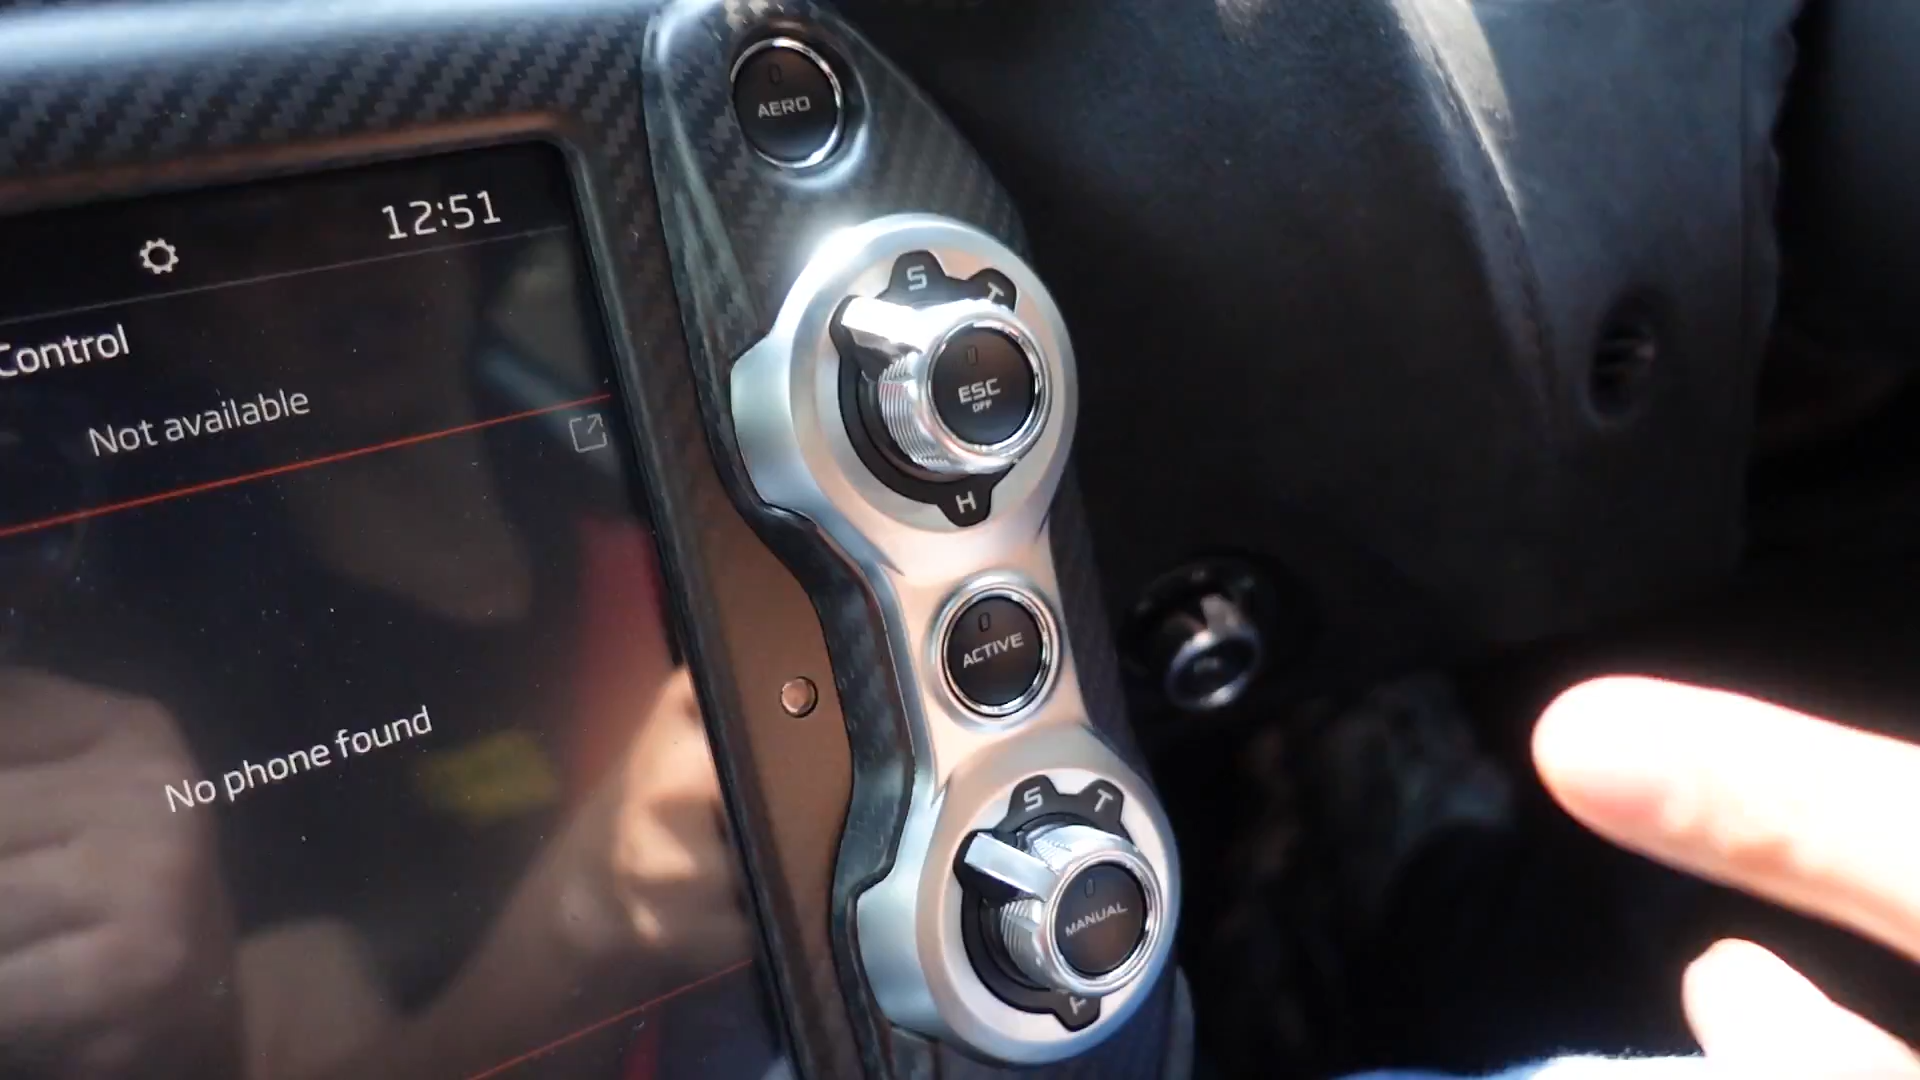 12:51
Control
Not available
No phone found
AERO
S
T
ESC
OFF
H
ACTIVE
S
T
MANUAL